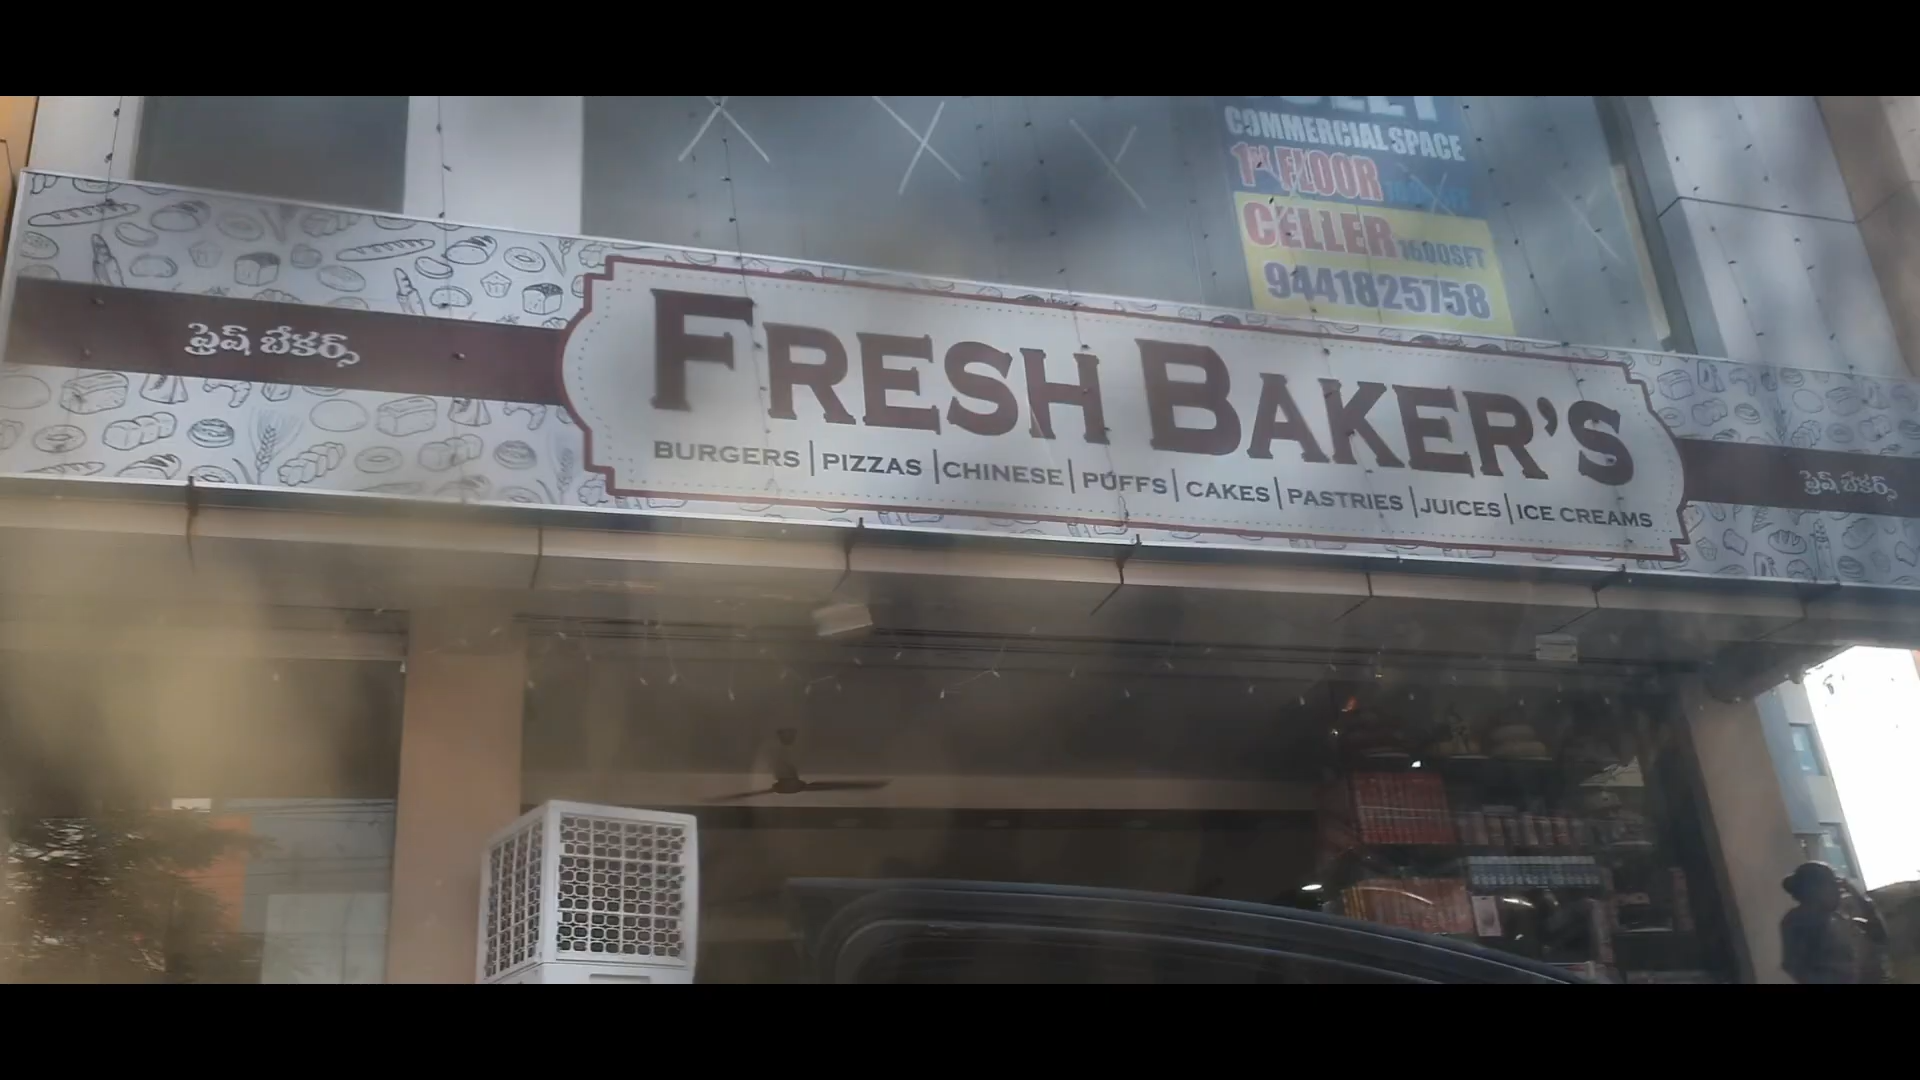 COMMERCIAL SPACE
1st FLOOR
CELLER 1600SFT
9441825758
ఫ్రెష్ బేకర్స్
FRESH BAKER'S
BURGERS | PIZZAS | CHINESE | PUFFS | CAKES | PASTRIES | JUICES | ICE CREAMS
ఫ్రెష్ బేకర్స్